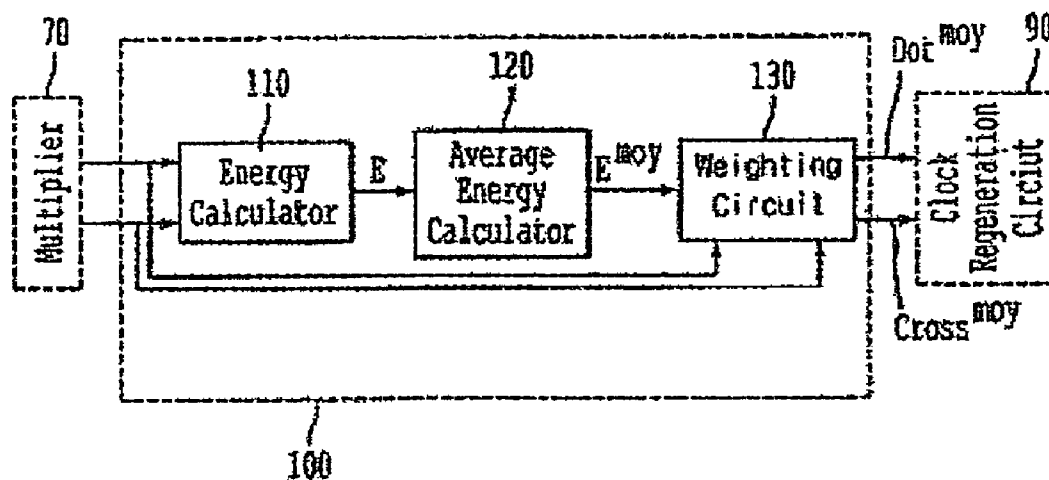 70
110
120
130
Dot moy
90
Multiplier
Energy
Calculator
E
Average
Energy
Calculator
E moy
Weighting
Circuit
Clock
Regeneration
Circiut
Cross moy
100